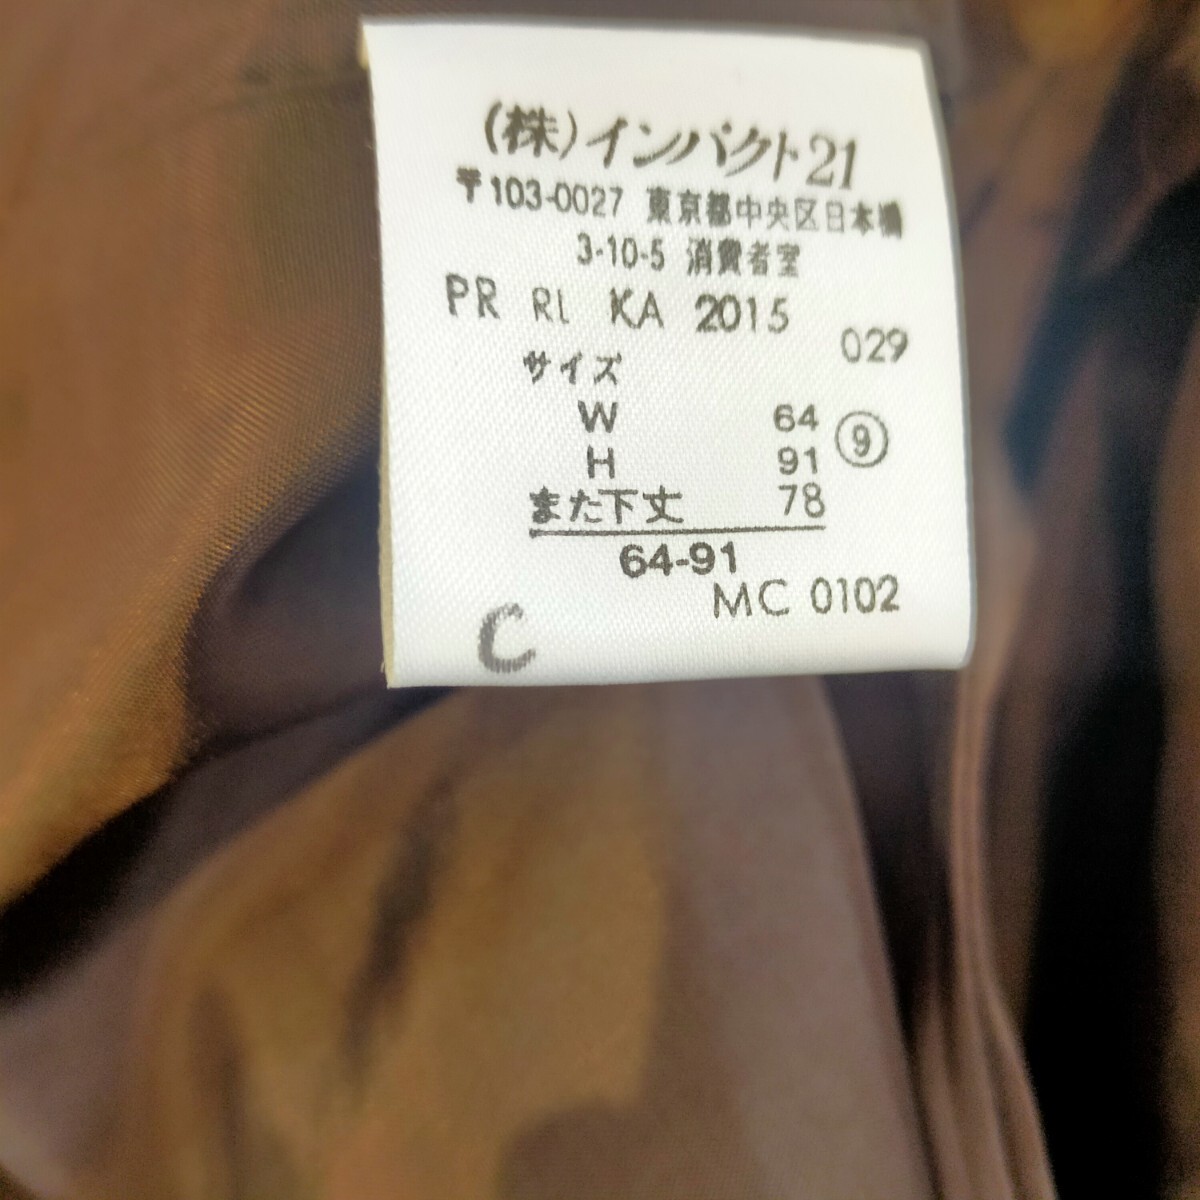 (株)インパクト21
〒103-0027 東京都中央区日本橋
3-10-5 消費者室
PR RL KA 2015
029
サイズ
W 64
H 91
⑨
また下丈 78
64-91
MC 0102
C